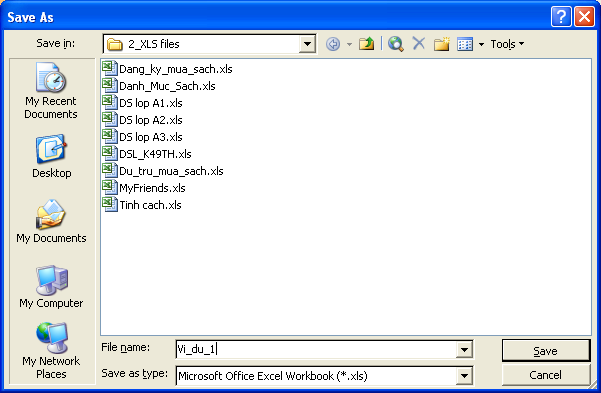 Save As
Save in:
2_XLS files
Tools
My Recent
Documents
Desktop
My Documents
My Computer
My Network
Places
Dang_ky_mua_sach.xls
Danh_Muc_Sach.xls
DS lop A1.xls
DS lop A2.xls
DS lop A3.xls
DSL_K49TH.xls
Du_tru_mua_sach.xls
MyFriends.xls
Tinh cach.xls
File name:
Vi_du_1
Save
Save as type:
Microsoft Office Excel Workbook (*.xls)
Cancel